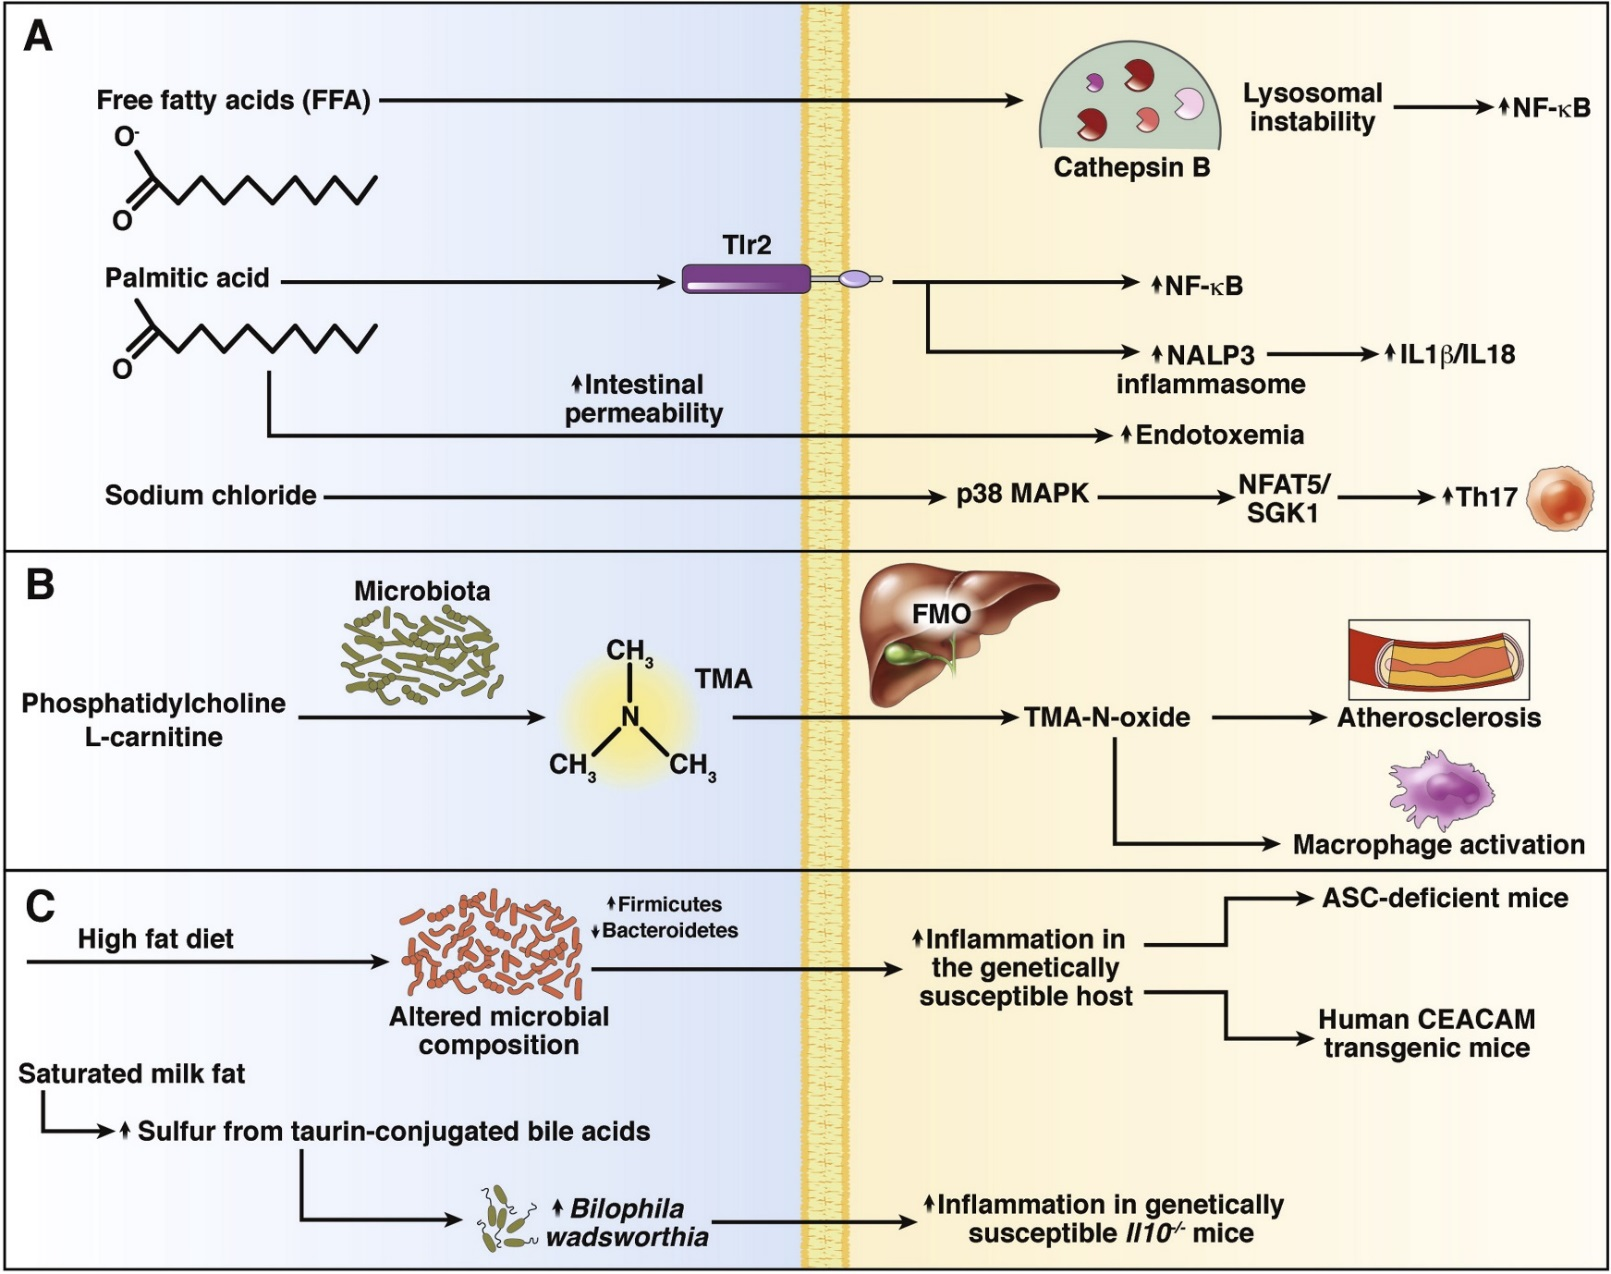 A
Free fatty acids (FFA)
O-
O
Cathepsin B
Lysosomal
instability
NF-κB
Tlr2
Palmitic acid
O
NF-κB
NALP3
inflammasome
IL1β/IL18
Intestinal
permeability
Endotoxemia
Sodium chloride
p38 MAPK
NFAT5/
SGK1
Th17
B
Microbiota
Phosphatidylcholine
L-carnitine
CH3
N
CH3
CH3
TMA
FMO
TMA-N-oxide
Atherosclerosis
Macrophage activation
C
High fat diet
Firmicutes
Bacteroidetes
Altered microbial
composition
Inflammation in
the genetically
susceptible host
ASC-deficient mice
Human CEACAM
transgenic mice
Saturated milk fat
Sulfur from taurin-conjugated bile acids
Bilophila
wadsworthia
Inflammation in genetically
susceptible Il10-/- mice